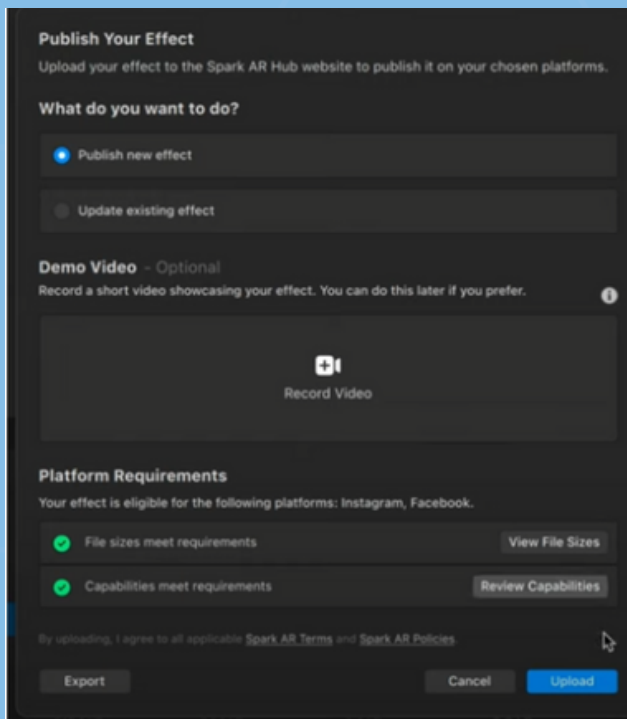 Publish Your Effect
Upload your effect to the Spark AR Hub website to publish it on your chosen platforms.
What do you want to do?
Publish new effect
Update existing effect
Demo Video - Optional
Record a short video showcasing your effect. You can do this later if you prefer.
Record Video
Platform Requirements
Your effect is eligible for the following platforms: Instagram, Facebook.
File sizes meet requirements View File Sizes
Capabilities meet requirements Review Capabilities
By uploading, I agree to all applicable Spark AR Terms and Spark AR Policies.
Export Cancel Upload